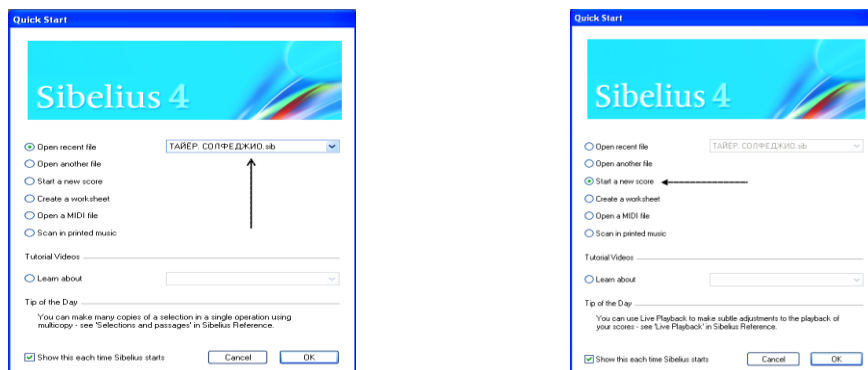 Quick Start
Sibelius 4
Open recent file
ТАЙЁР. СОЛФЕДЖИО.sib
Open another file
Start a new score
Create a worksheet
Open a MIDI file
Scan in printed music
Tutorial Videos
Learn about
Tip of the Day
You can make many copies of a selection in a single operation using
multicopy - see 'Selections and passages' in Sibelius Reference.
Show this each time Sibelius starts
Cancel
OK
Quick Start
Sibelius 4
Open recent file
ТАЙЁР. СОЛФЕДЖИО.sib
Open another file
Start a new score
Create a worksheet
Open a MIDI file
Scan in printed music
Tutorial Videos
Learn about
Tip of the Day
You can use Live Playback to make subtle adjustments to the playback of
your scores - see 'Live Playback' in Sibelius Reference.
Show this each time Sibelius starts
Cancel
OK